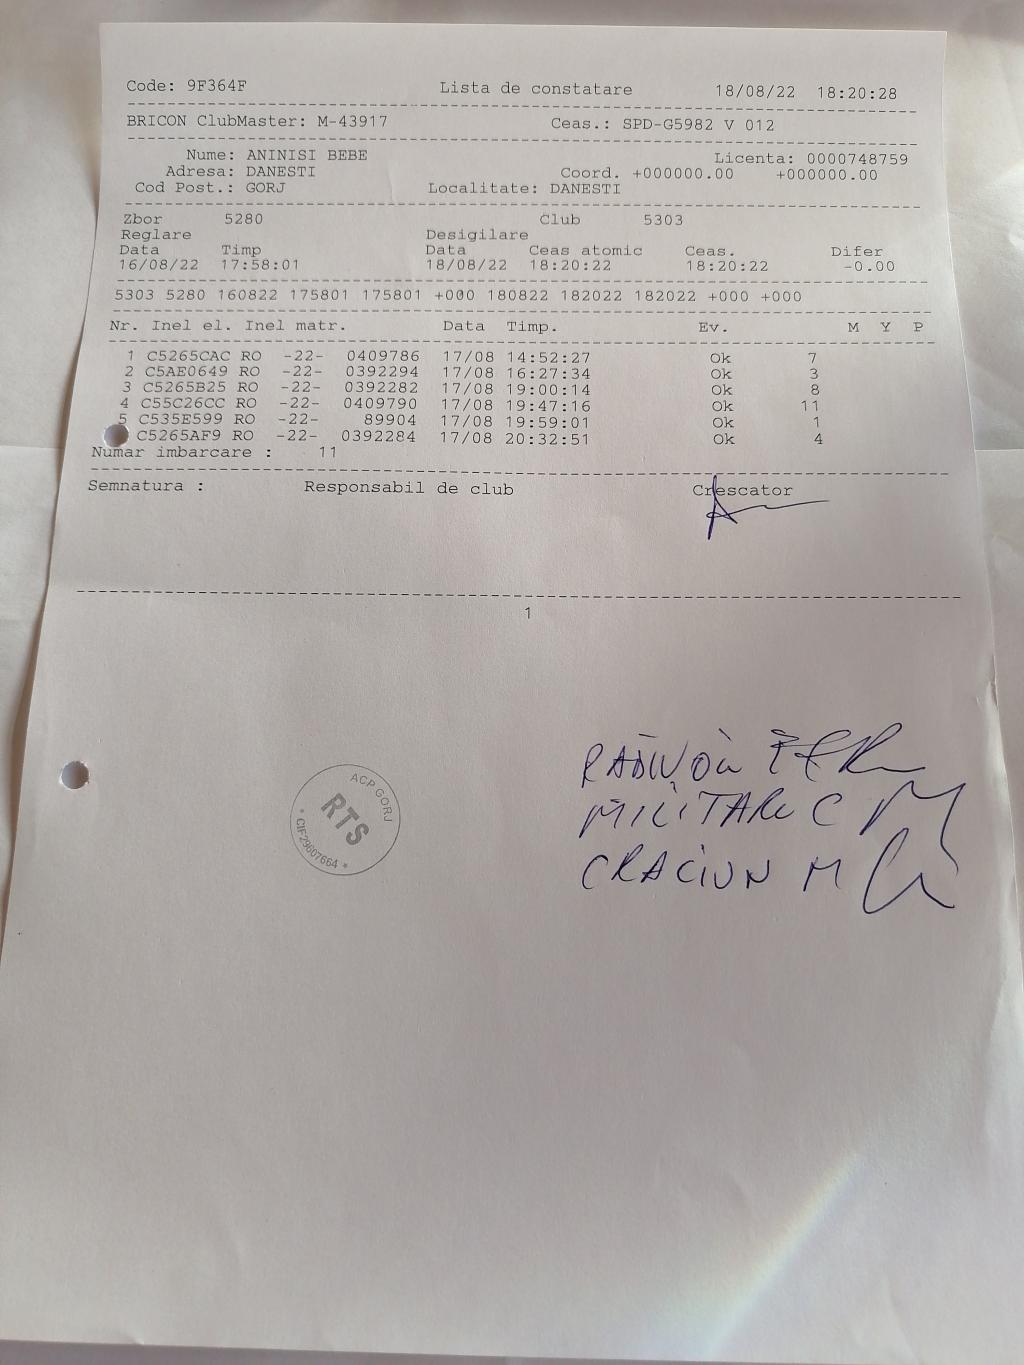 Code: 9F364F Lista de constatare 18/08/22 18:20:28
BRICON ClubMaster: M-43917 Ceas.: SPD-G5982 V 012
Nume: ANINISI BEBE Licenta: 0000748759
Adresa: DANESTI Coord. +000000.00 +000000.00
Cod Post.: GORJ Localitate: DANESTI
Zbor 5280 Club 5303
Reglare Desigilare
Data Timp Data Ceas atomic Ceas. Difer
16/08/22 17:58:01 18/08/22 18:20:22 18:20:22 -0.00
5303 5280 160822 175801 175801 +000 180822 182022 182022 +000 +000
Nr. Inel el. Inel matr. Data Timp. Ev. M Y P
1 C5265CAC RO -22- 0409786 17/08 14:52:27 Ok 7
2 C5AE0649 RO -22- 0392294 17/08 16:27:34 Ok 3
3 C5265B25 RO -22- 0392282 17/08 19:00:14 Ok 8
4 C55C26CC RO -22- 0409790 17/08 19:47:16 Ok 11
5 C535E599 RO -22- 89904 17/08 19:59:01 Ok 1
C5265AF9 RO -22- 0392284 17/08 20:32:51 Ok 4
Numar imbarcare : 11
Semnatura : Responsabil de club Crescator
1
ACP GORJ
RTS
* CIF29607664 *
MILITARU C
CRACIUN M